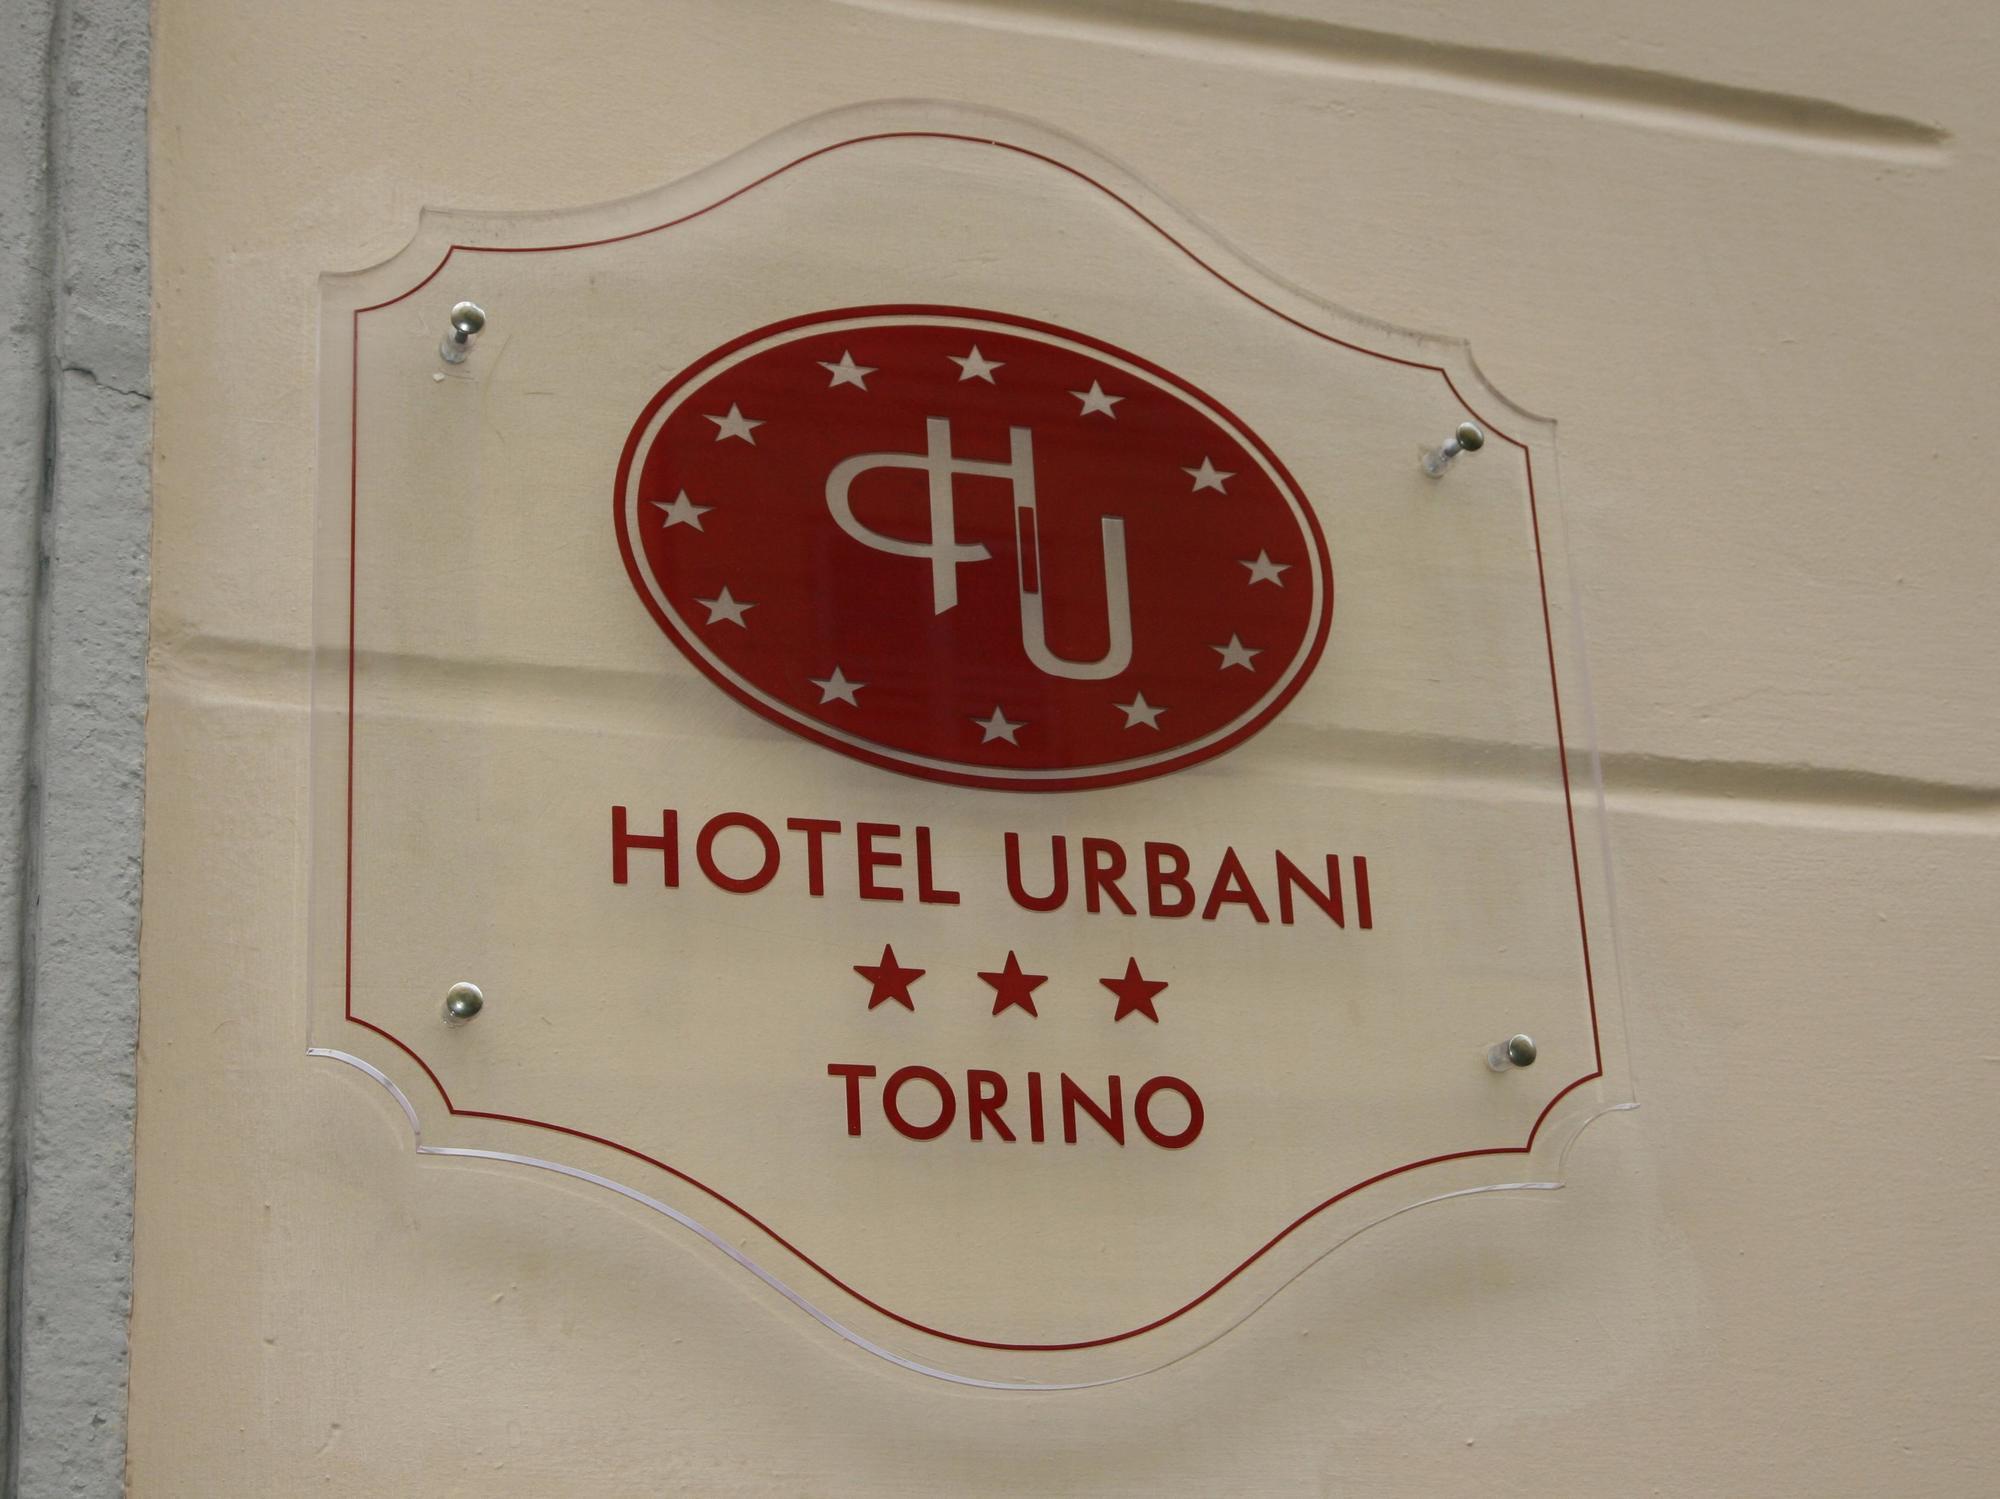 HU
HOTEL URBANI
★ ★ ★
TORINO